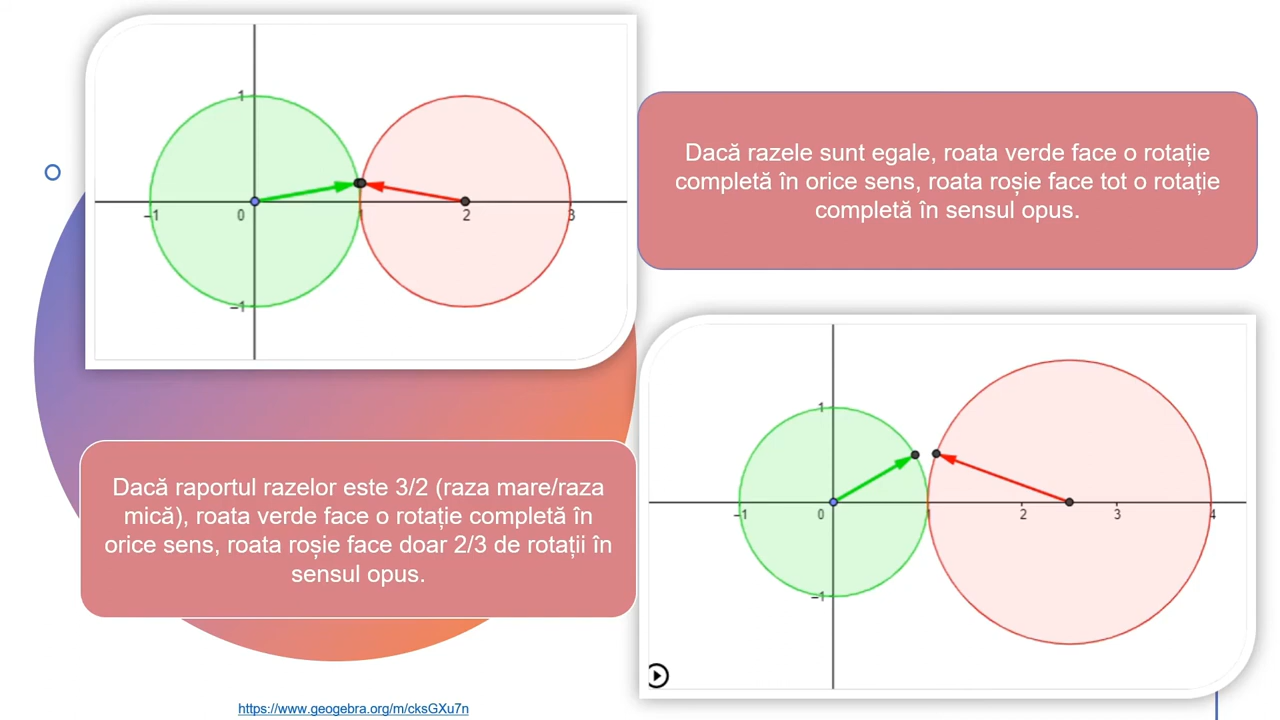 1
-1
0
1
2
3
-1
Dacă razele sunt egale, roata verde face o rotație
completă în orice sens, roata roșie face tot o rotație
completă în sensul opus.
Dacă raportul razelor este 3/2 (raza mare/raza
mică), roata verde face o rotație completă în
orice sens, roata roșie face doar 2/3 de rotații în
sensul opus.
1
-1
0
1
2
3
4
-1
https://www.geogebra.org/m/cksGXu7n